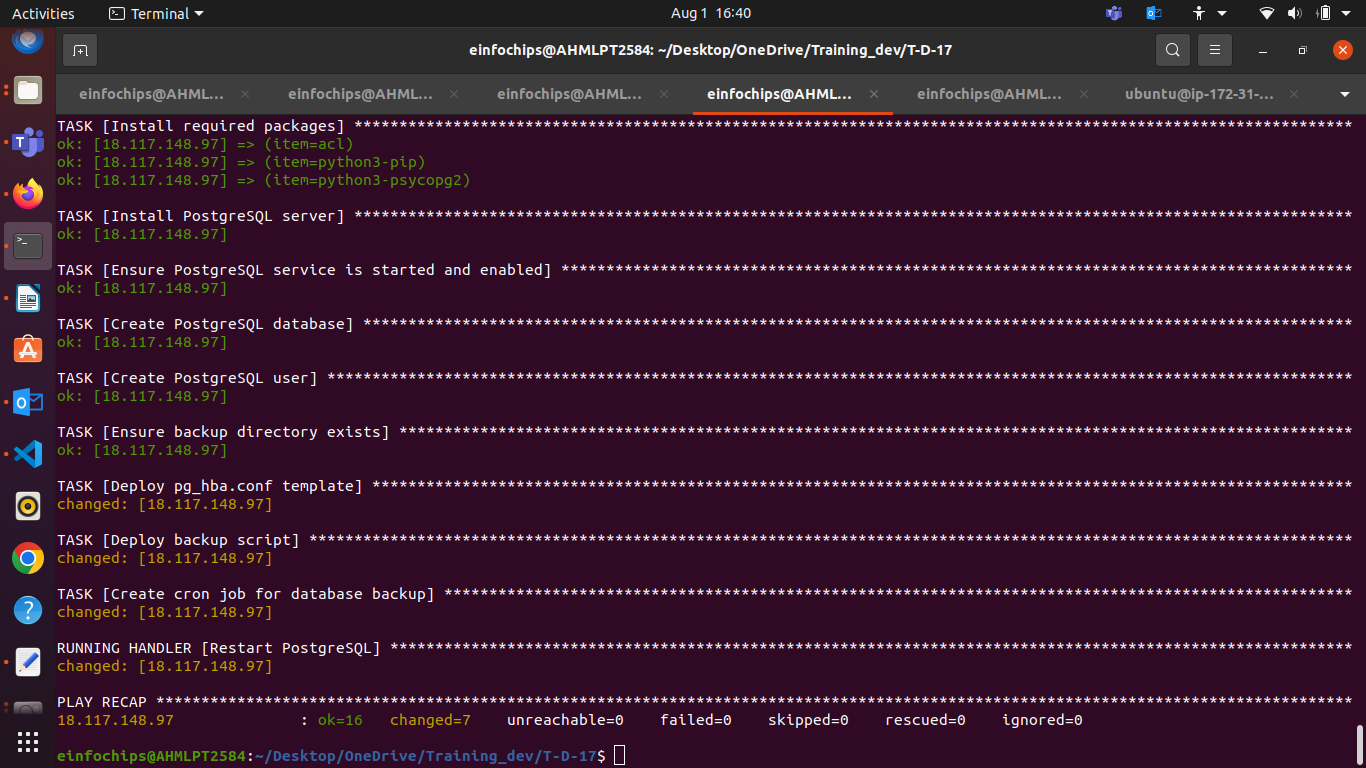 Activities Terminal Aug 1 16:40
einfochips@AHMLPT2584: ~/Desktop/OneDrive/Training_dev/T-D-17
einfochips@AHML... × einfochips@AHML... × einfochips@AHML... × einfochips@AHML... × einfochips@AHML... × ubuntu@ip-172-31-... ×
TASK [Install required packages] ***************************************************************************************************************
ok: [18.117.148.97] => (item=acl)
ok: [18.117.148.97] => (item=python3-pip)
ok: [18.117.148.97] => (item=python3-psycopg2)
TASK [Install PostgreSQL server] ***************************************************************************************************************
ok: [18.117.148.97]
TASK [Ensure PostgreSQL service is started and enabled] ****************************************************************************************
ok: [18.117.148.97]
TASK [Create PostgreSQL database] **************************************************************************************************************
ok: [18.117.148.97]
TASK [Create PostgreSQL user] ******************************************************************************************************************
ok: [18.117.148.97]
TASK [Ensure backup directory exists] **********************************************************************************************************
ok: [18.117.148.97]
TASK [Deploy pg_hba.conf template] *************************************************************************************************************
changed: [18.117.148.97]
TASK [Deploy backup script] ********************************************************************************************************************
changed: [18.117.148.97]
TASK [Create cron job for database backup] *****************************************************************************************************
changed: [18.117.148.97]
RUNNING HANDLER [Restart PostgreSQL] ***********************************************************************************************************
changed: [18.117.148.97]
PLAY RECAP *************************************************************************************************************************************
18.117.148.97 : ok=16 changed=7 unreachable=0 failed=0 skipped=0 rescued=0 ignored=0
einfochips@AHMLPT2584:~/Desktop/OneDrive/Training_dev/T-D-17$